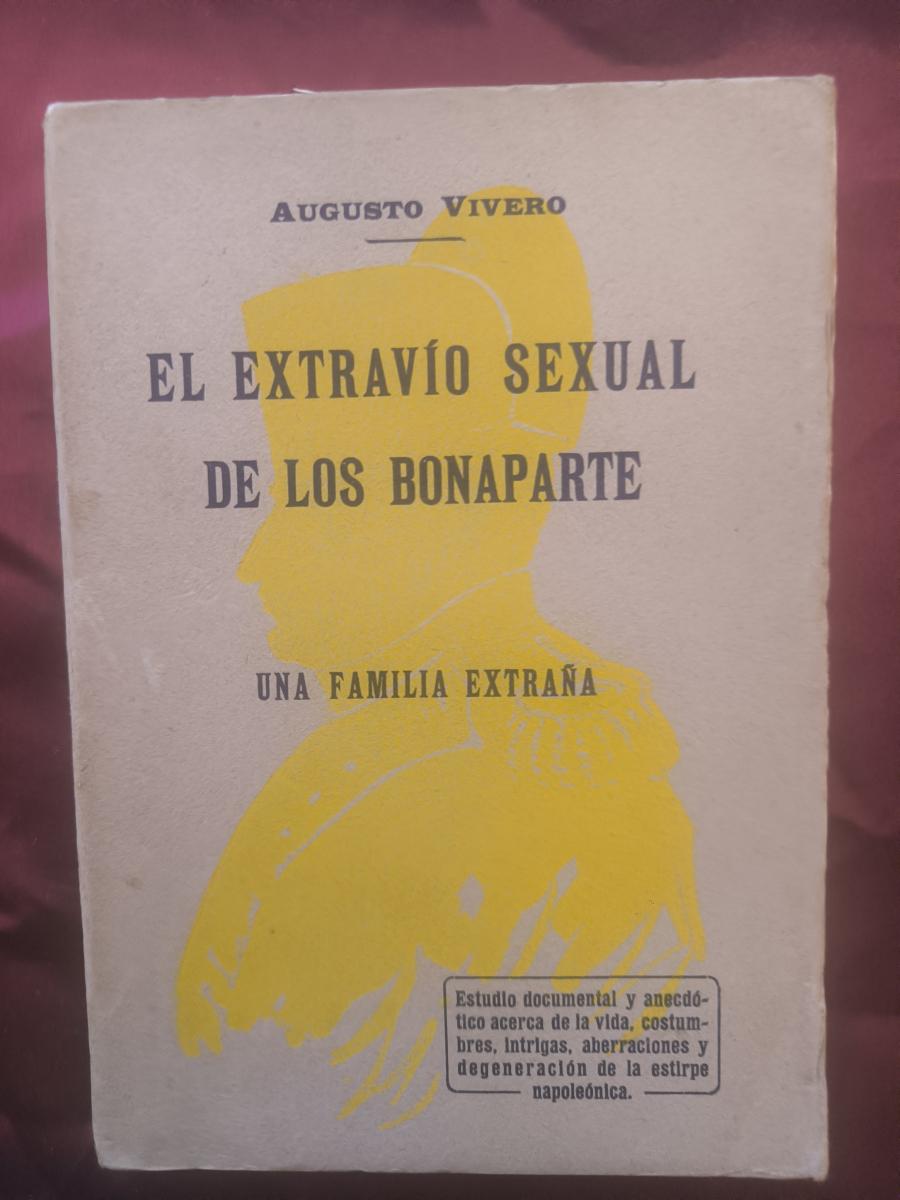 AUGUSTO VIVERO
EL EXTRAVÍO SEXUAL
DE LOS BONAPARTE
UNA FAMILIA EXTRAÑA
Estudio documental y anecdó-
tico acerca de la vida, costum-
bres, intrigas, aberraciones y
degeneración de la estirpe
napoleónica.